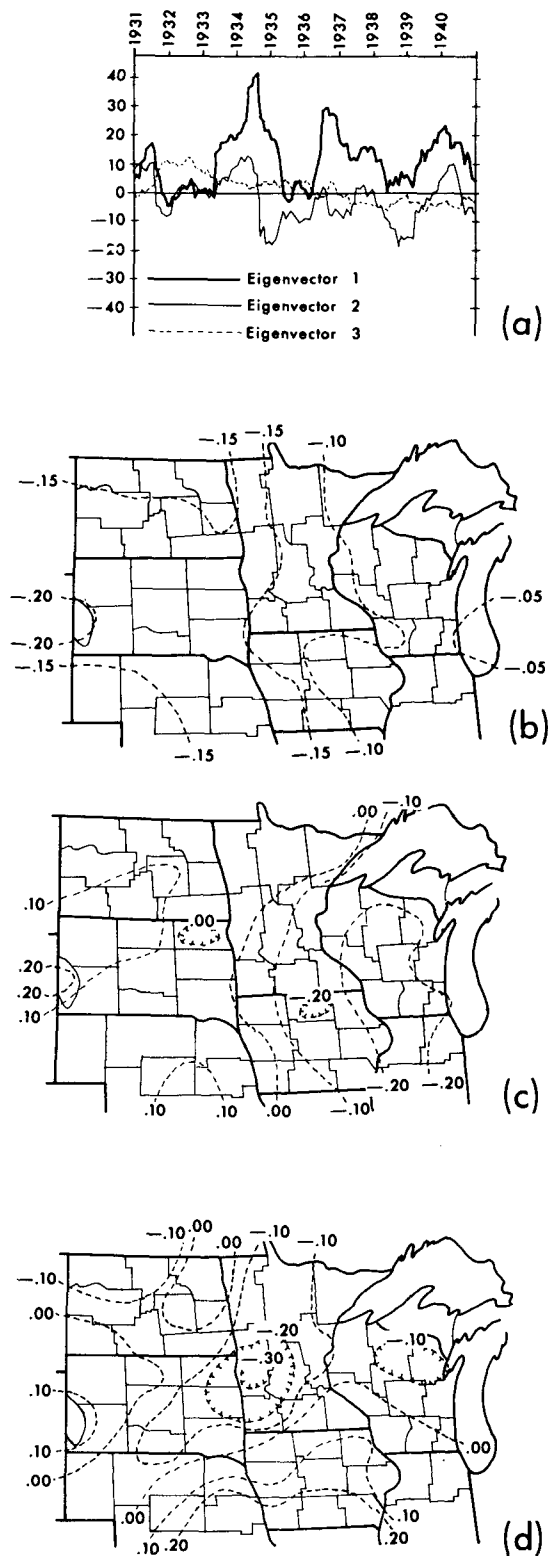 1931 1932 1933 1934 1935 1936 1937 1938 1939 1940
40
30
20
10
0
−10
−20
−30
−40
Eigenvector 1
Eigenvector 2
Eigenvector 3
(a)
−.15 −.15 −.10
−.15
−.20
−.20
−.15
−.05
−.05
−.15 −.15 −.10
(b)
.00 −.10
.10
.00
.20
.20
.10
−.20
.10 .10 .00 −.10 −.20 −.20
(c)
−.10 .00 .00 −.10 −.10
−.10
.00
−.20
−.30
−.10
.10
.10
.00
.00
.00
.10 .20
.10
.20
(d)